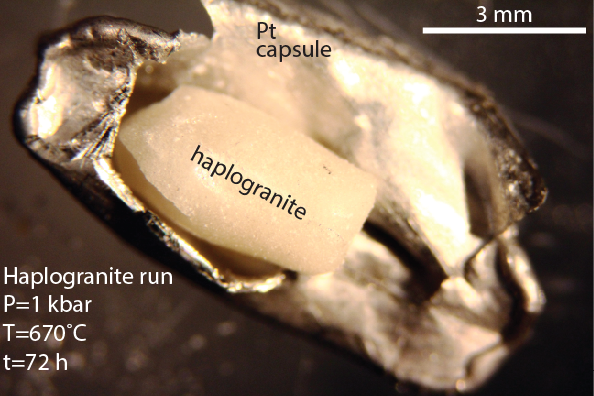 3 mm
Pt
capsule
haplogranite
Haplogranite run
P=1 kbar
T=670˚C
t=72 h